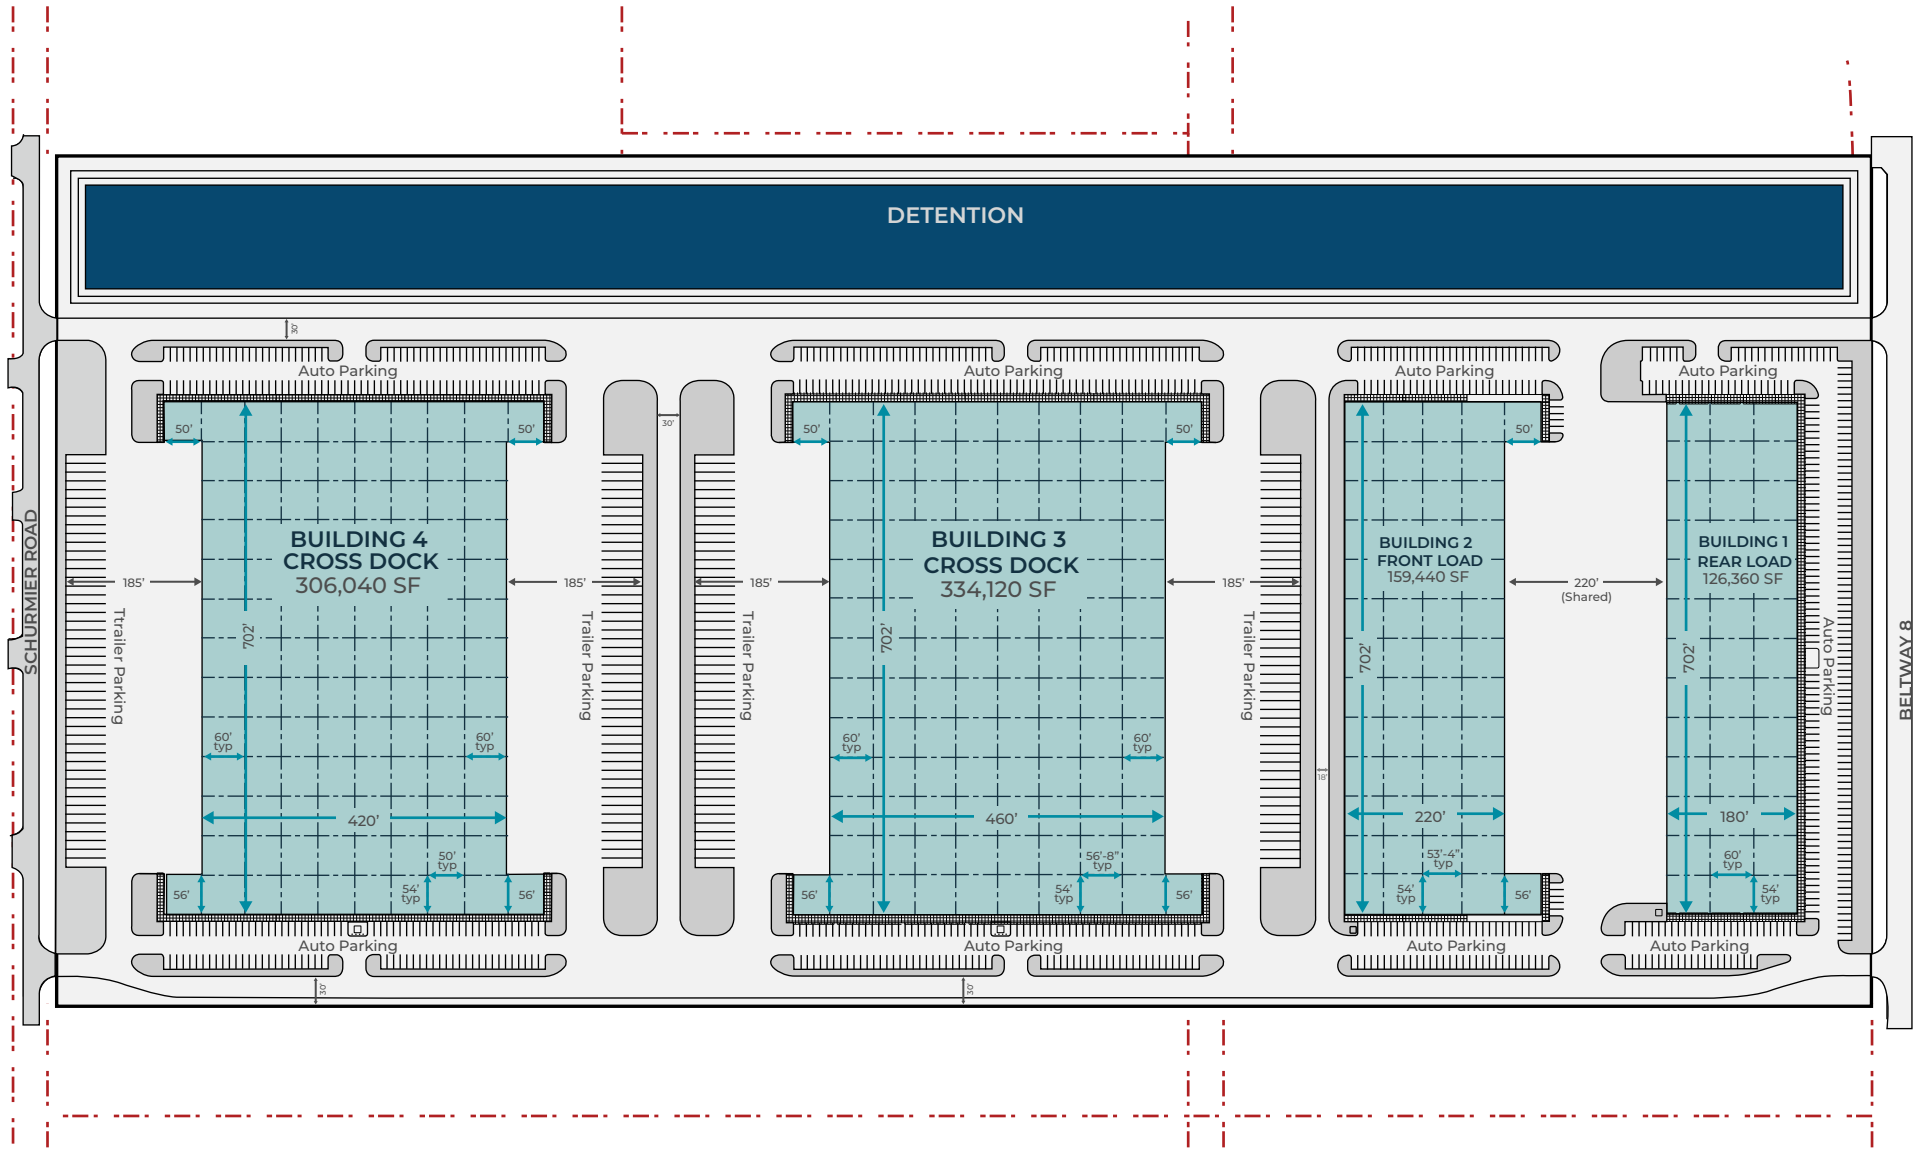 DETENTION
30'
Auto Parking
Auto Parking
Auto Parking
Auto Parking
50'
50'
30'
50'
50'
50'
SCHURMIER ROAD
BUILDING 4
CROSS DOCK
306,040 SF
BUILDING 3
CROSS DOCK
334,120 SF
BUILDING 2
FRONT LOAD
159,440 SF
BUILDING 1
REAR LOAD
126,360 SF
185'
185'
185'
185'
220'
(Shared)
Ttrailer Parking
702'
Trailer Parking
Trailer Parking
702'
Trailer Parking
702'
702'
Auto Parking
BELTWAY 8
60'
typ
60'
typ
60'
typ
60'
typ
18'
420'
460'
220'
180'
50'
typ
56'-8"
typ
53'-4"
typ
60'
typ
56'
54'
typ
56'
56'
54'
typ
56'
54'
typ
56'
54'
typ
Auto Parking
Auto Parking
Auto Parking
Auto Parking
30'
30'